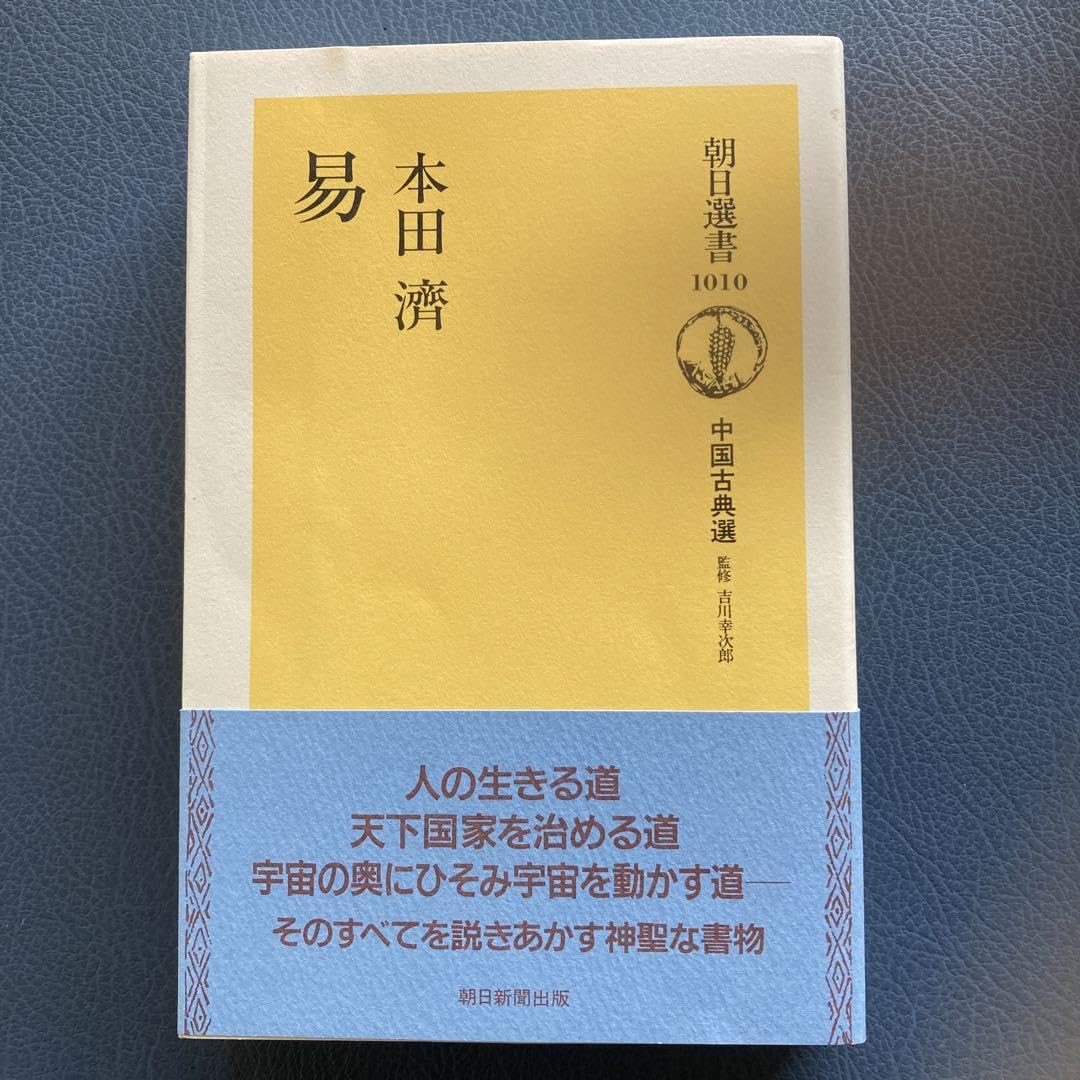 朝日選書
1010
ASAHI
中国古典選
監修 吉川幸次郎
本田 濟
易
人の生きる道
天下国家を治める道
宇宙の奥にひそみ宇宙を動かす道──
そのすべてを説きあかす神聖な書物
朝日新聞出版